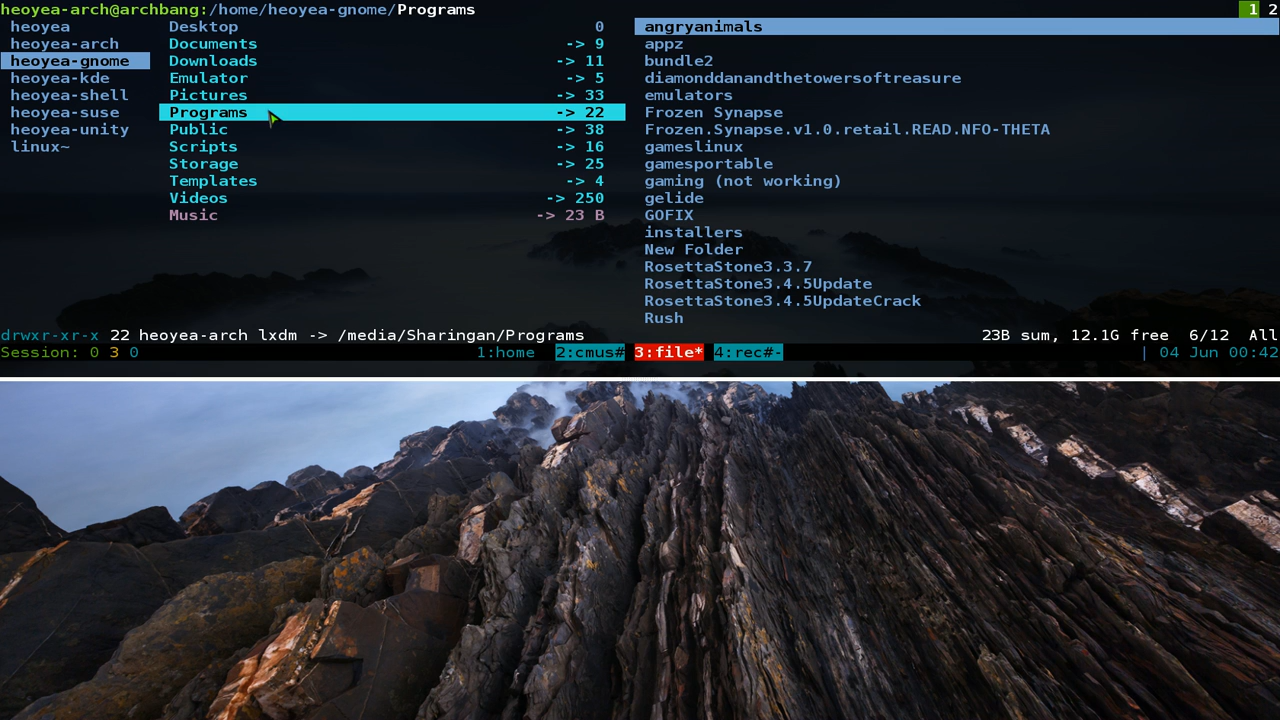 heoyea-arch@archbang:/home/heoyea-gnome/Programs 1 2
heoyea
heoyea-arch
heoyea-gnome
heoyea-kde
heoyea-shell
heoyea-suse
heoyea-unity
linux~
Desktop 0
Documents -> 9
Downloads -> 11
Emulator -> 5
Pictures -> 33
Programs -> 22
Public -> 38
Scripts -> 16
Storage -> 25
Templates -> 4
Videos -> 250
Music -> 23 B
angryanimals
appz
bundle2
diamonddanandthetowersoftreasure
emulators
Frozen Synapse
Frozen.Synapse.v1.0.retail.READ.NFO-THETA
gameslinux
gamesportable
gaming (not working)
gelide
GOFIX
installers
New Folder
RosettaStone3.3.7
RosettaStone3.4.5Update
RosettaStone3.4.5UpdateCrack
Rush
drwxr-xr-x 22 heoyea-arch lxdm -> /media/Sharingan/Programs 23B sum, 12.1G free 6/12 All
Session: 0 3 0 1:home 2:cmus# 3:file* 4:rec#- | 04 Jun 00:42